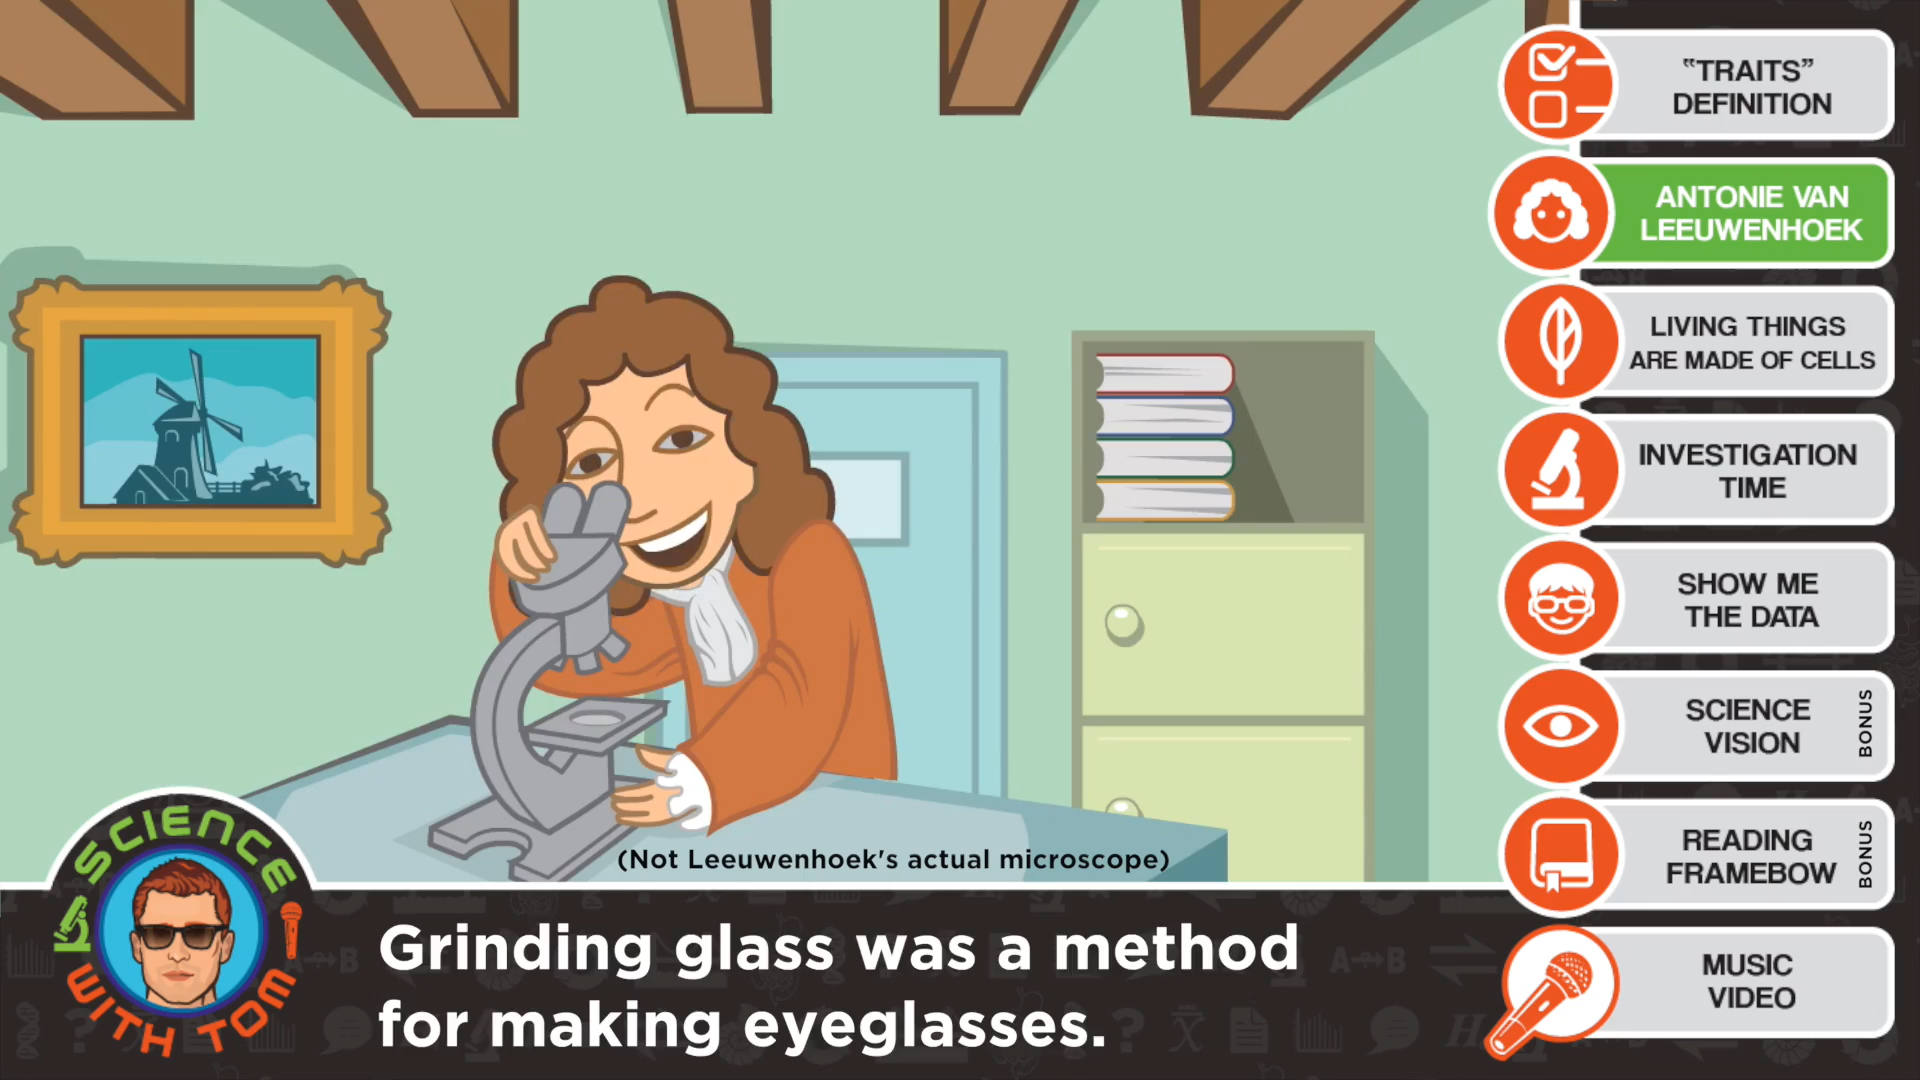 "TRAITS"
DEFINITION
ANTONIE VAN
LEEUWENHOEK
LIVING THINGS
ARE MADE OF CELLS
INVESTIGATION
TIME
SHOW ME
THE DATA
SCIENCE
VISION
BONUS
READING
FRAMEBOW
BONUS
MUSIC
VIDEO
(Not Leeuwenhoek's actual microscope)
SCIENCE
WITH TOM
Grinding glass was a method
for making eyeglasses.